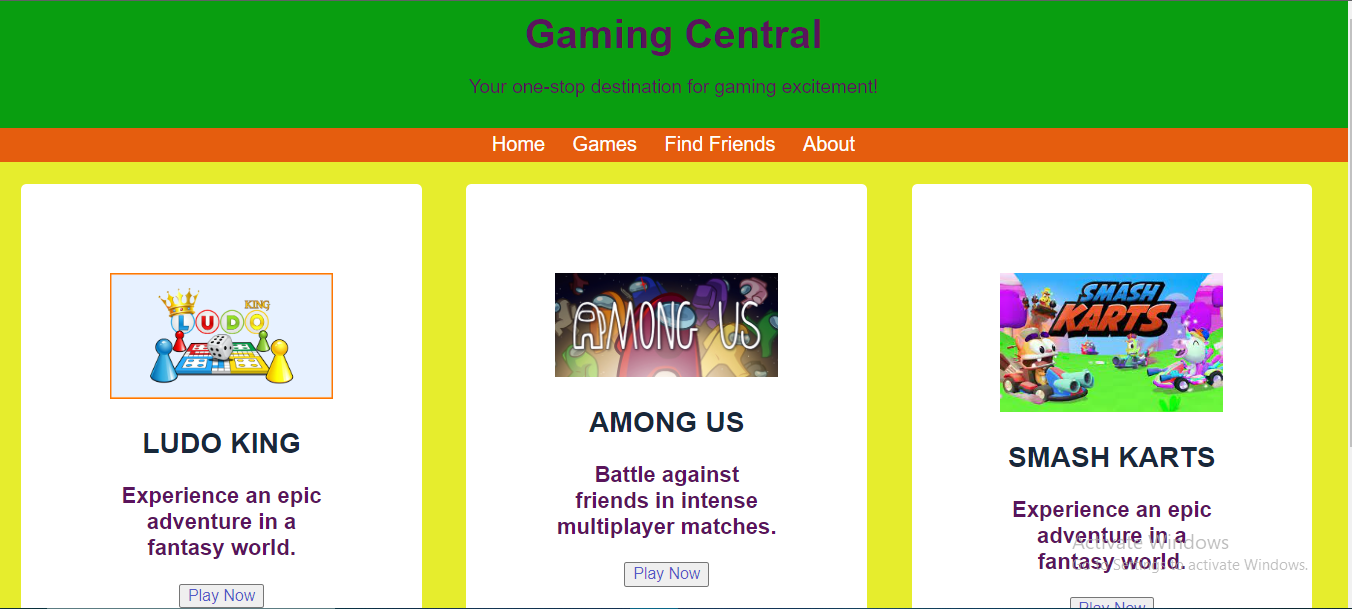 Gaming Central
Your one-stop destination for gaming excitement!
Home Games Find Friends About
KING
LUDO
LUDO KING
Experience an epic
adventure in a
fantasy world.
Play Now
AMONG US
AMONG US
Battle against
friends in intense
multiplayer matches.
Play Now
SMASH
KARTS
SMASH KARTS
Experience an epic
adventure in a
fantasy world.
Play Now
Activate Windows
Go to Settings to activate Windows.